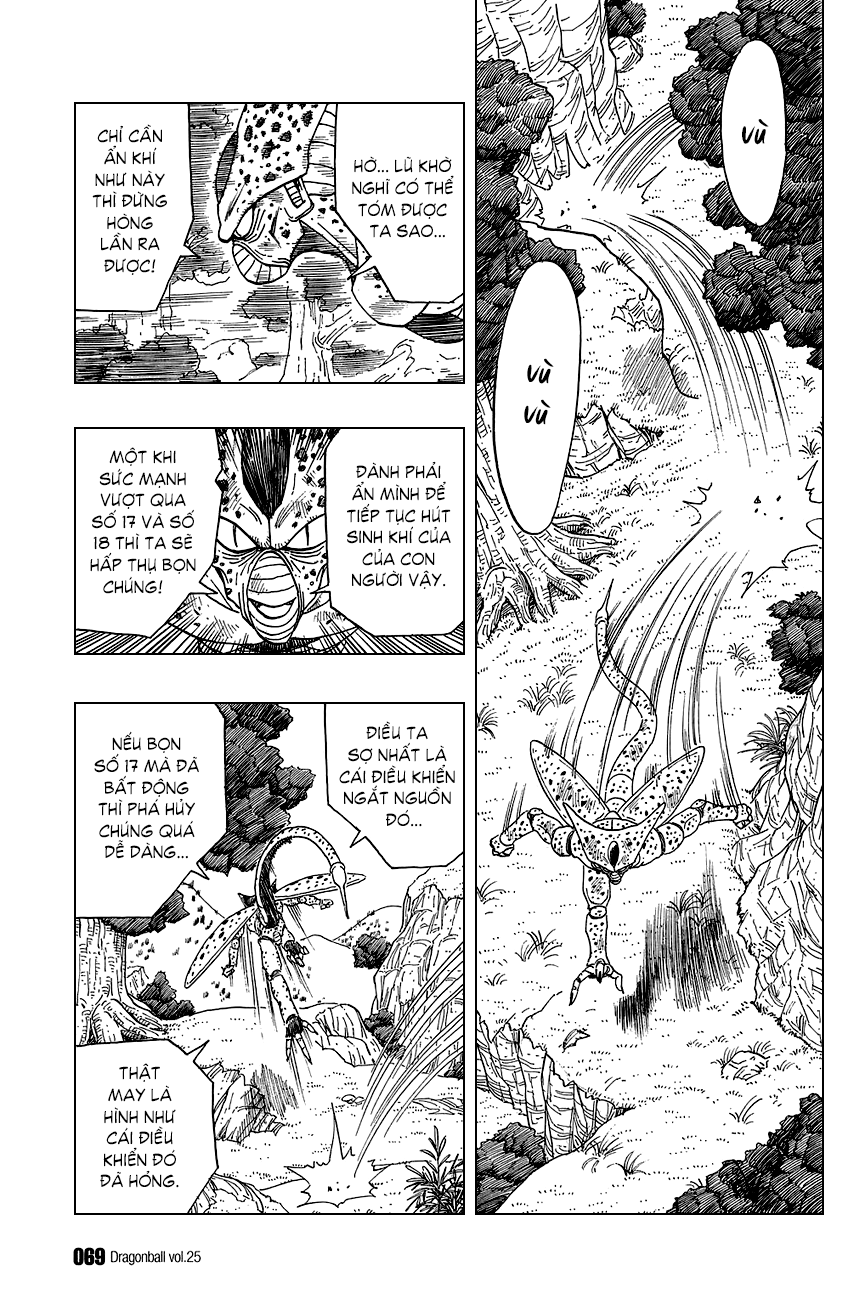 VÙ
VÙ
VÙ
HỜ... LŨ KHỜ
NGHĨ CÓ THỂ
TÓM ĐƯỢC
TA SAO...
CHỈ CẦN
ẨN KHÍ
NHƯ NÀY
THÌ ĐỪNG
HÒNG
LẦN RA
ĐƯỢC!
ĐÀNH PHẢI
ẨN MÌNH ĐỂ
TIẾP TỤC HÚT
SINH KHÍ CỦA
CỦA CON
NGƯỜI VẬY.
MỘT KHI
SỨC MẠNH
VƯỢT QUA
SỐ 17 VÀ SỐ
18 THÌ TA SẼ
HẤP THỤ BỌN
CHÚNG!
ĐIỀU TA
SỢ NHẤT LÀ
CÁI ĐIỀU KHIỂN
NGẮT NGUỒN
ĐÓ...
NẾU BỌN
SỐ 17 MÀ ĐÃ
BẤT ĐỘNG
THÌ PHÁ HỦY
CHÚNG QUÁ
DỄ DÀNG...
THẬT
MAY LÀ
HÌNH NHƯ
CÁI ĐIỀU
KHIỂN ĐÓ
ĐÃ HỎNG.
069 Dragonball vol.25